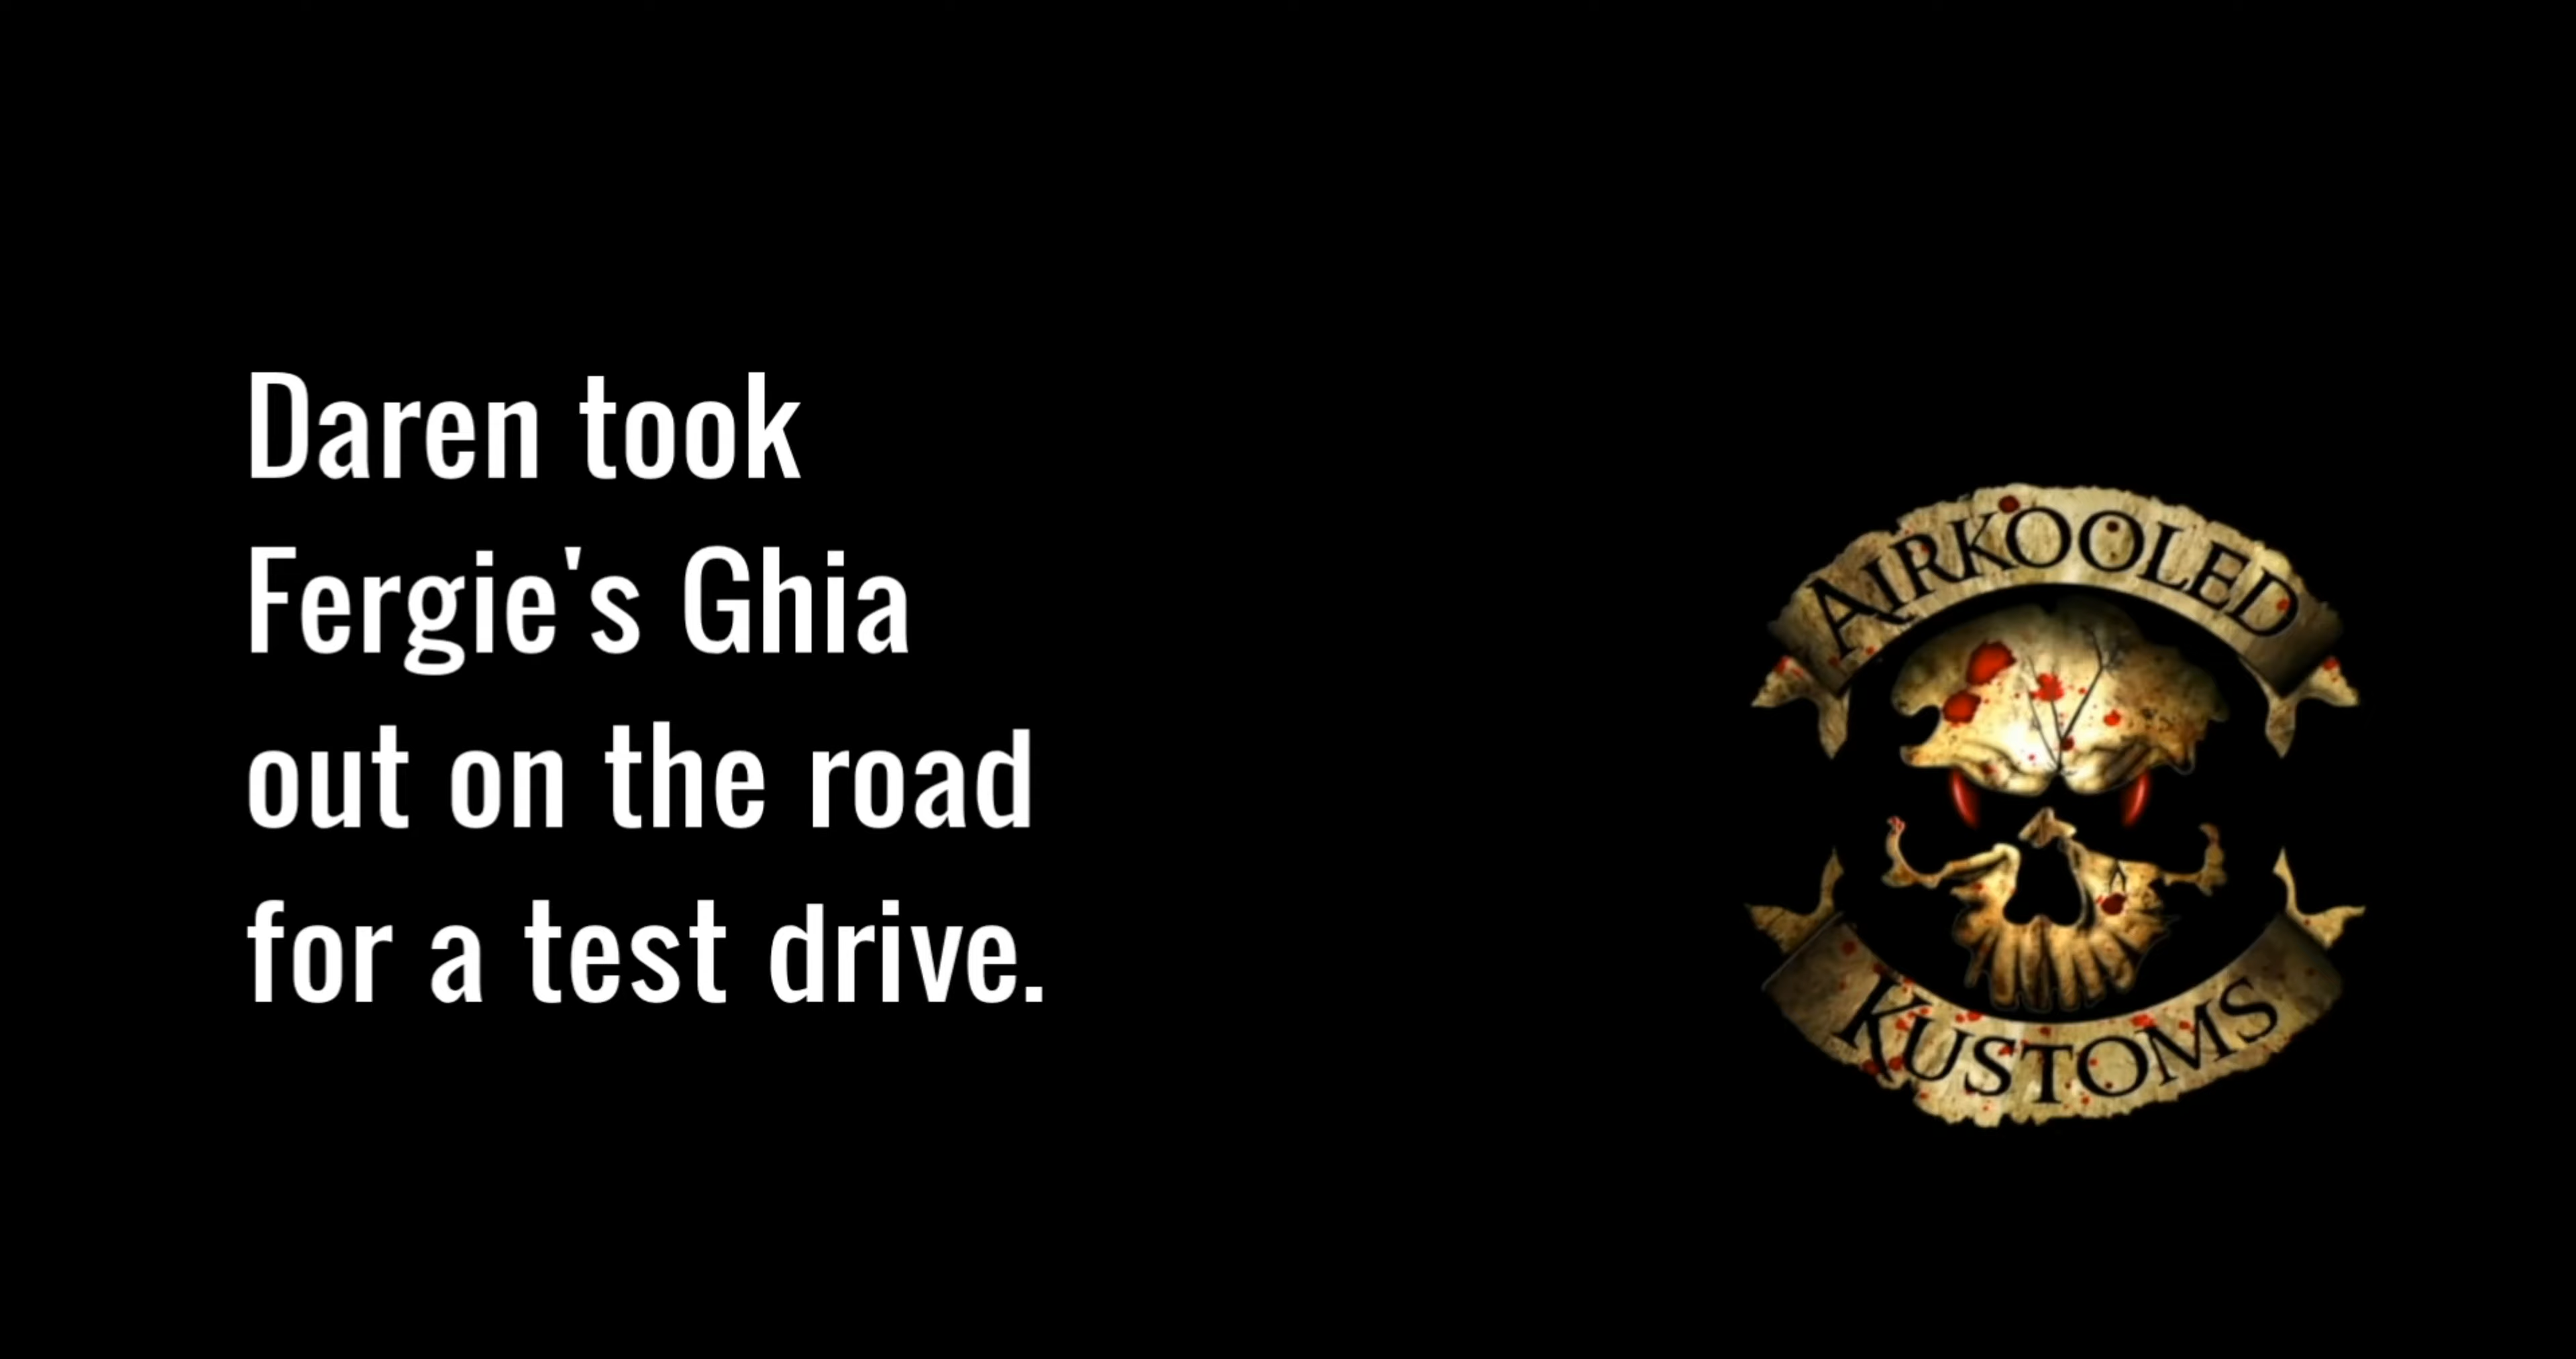 Daren took
Fergie's Ghia
out on the road
for a test drive.
AIRKOOLED
KUSTOMS